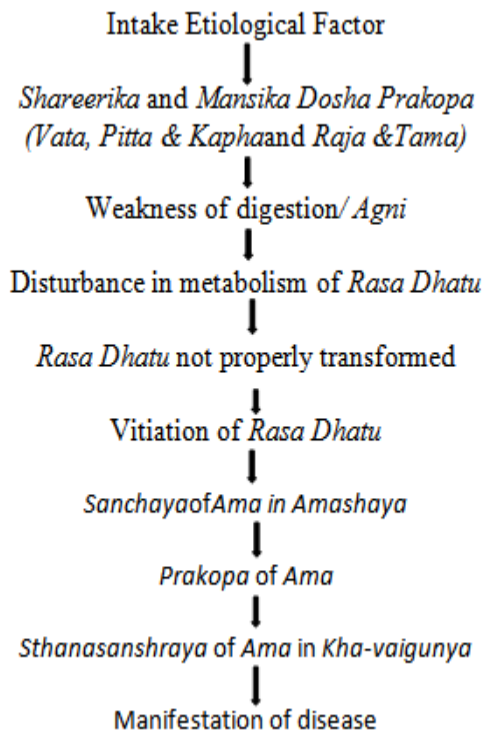 Intake Etiological Factor
Shareerika and Mansika Dosha Prakopa
(Vata, Pitta & Kaphaand Raja &Tama)
Weakness of digestion/ Agni
Disturbance in metabolism of Rasa Dhatu
Rasa Dhatu not properly transformed
Vitiation of Rasa Dhatu
SanchayaofAma in Amashaya
Prakopa of Ama
Sthanasanshraya of Ama in Kha-vaigunya
Manifestation of disease